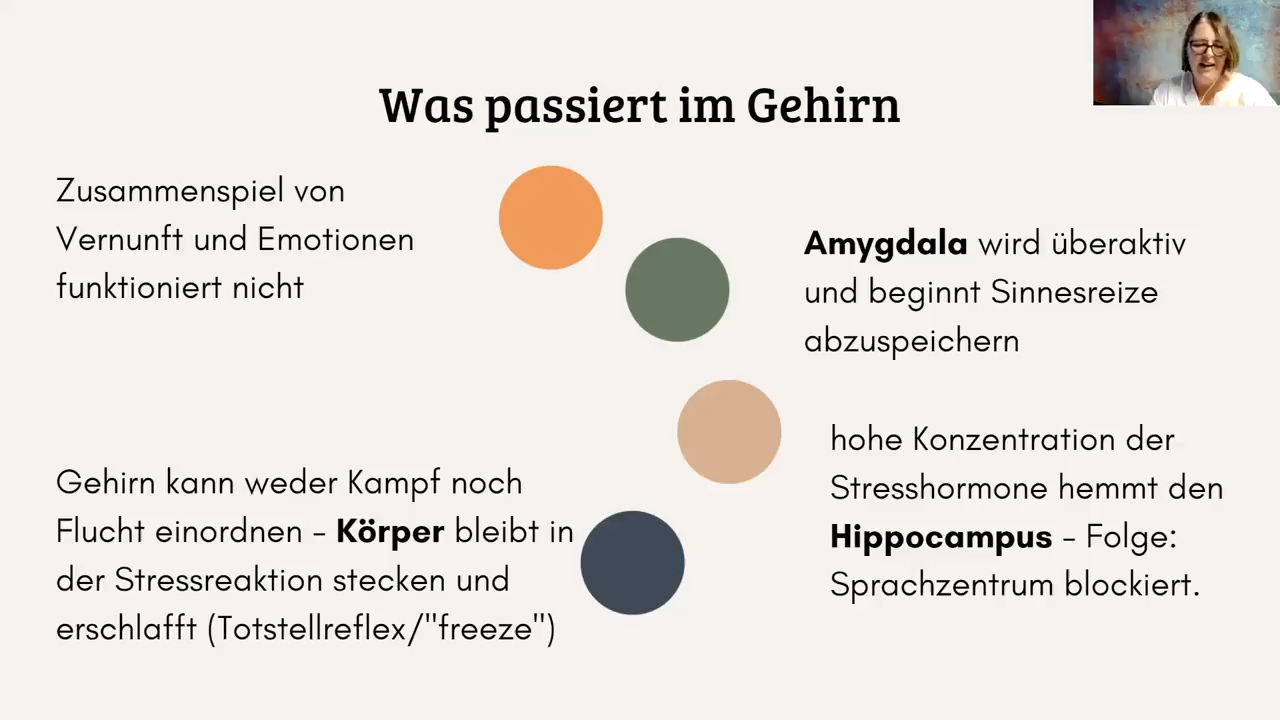 Was passiert im Gehirn
Zusammenspiel von
Vernunft und Emotionen
funktioniert nicht
Amygdala wird überaktiv
und beginnt Sinnesreize
abzuspeichern
hohe Konzentration der
Stresshormone hemmt den
Hippocampus - Folge:
Sprachzentrum blockiert.
Gehirn kann weder Kampf noch
Flucht einordnen - Körper bleibt in
der Stressreaktion stecken und
erschlafft (Totstellreflex/"freeze")